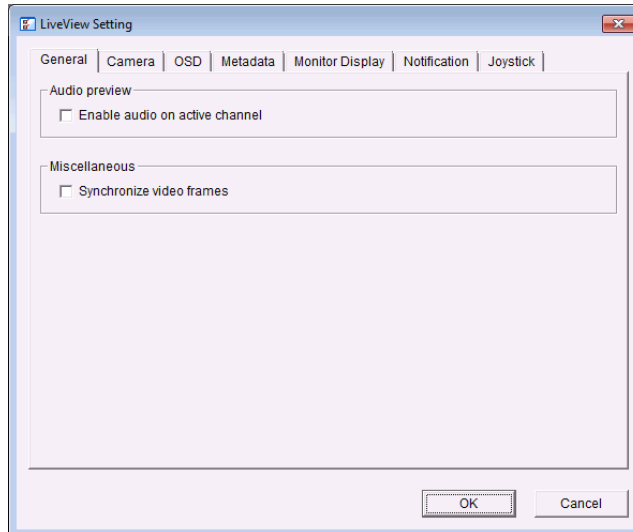 LiveView Setting
General Camera OSD Metadata Monitor Display Notification Joystick
Audio preview
Enable audio on active channel
Miscellaneous
Synchronize video frames
OK Cancel